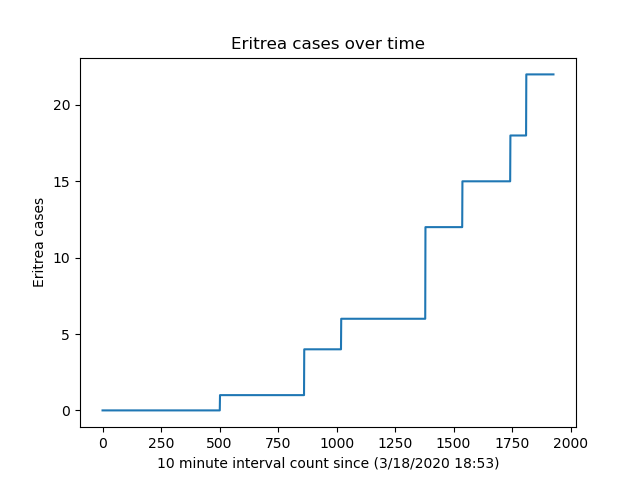 Eritrea cases over time
Eritrea cases
20
15
10
5
0
0 250 500 750 1000 1250 1500 1750 2000
10 minute interval count since (3/18/2020 18:53)